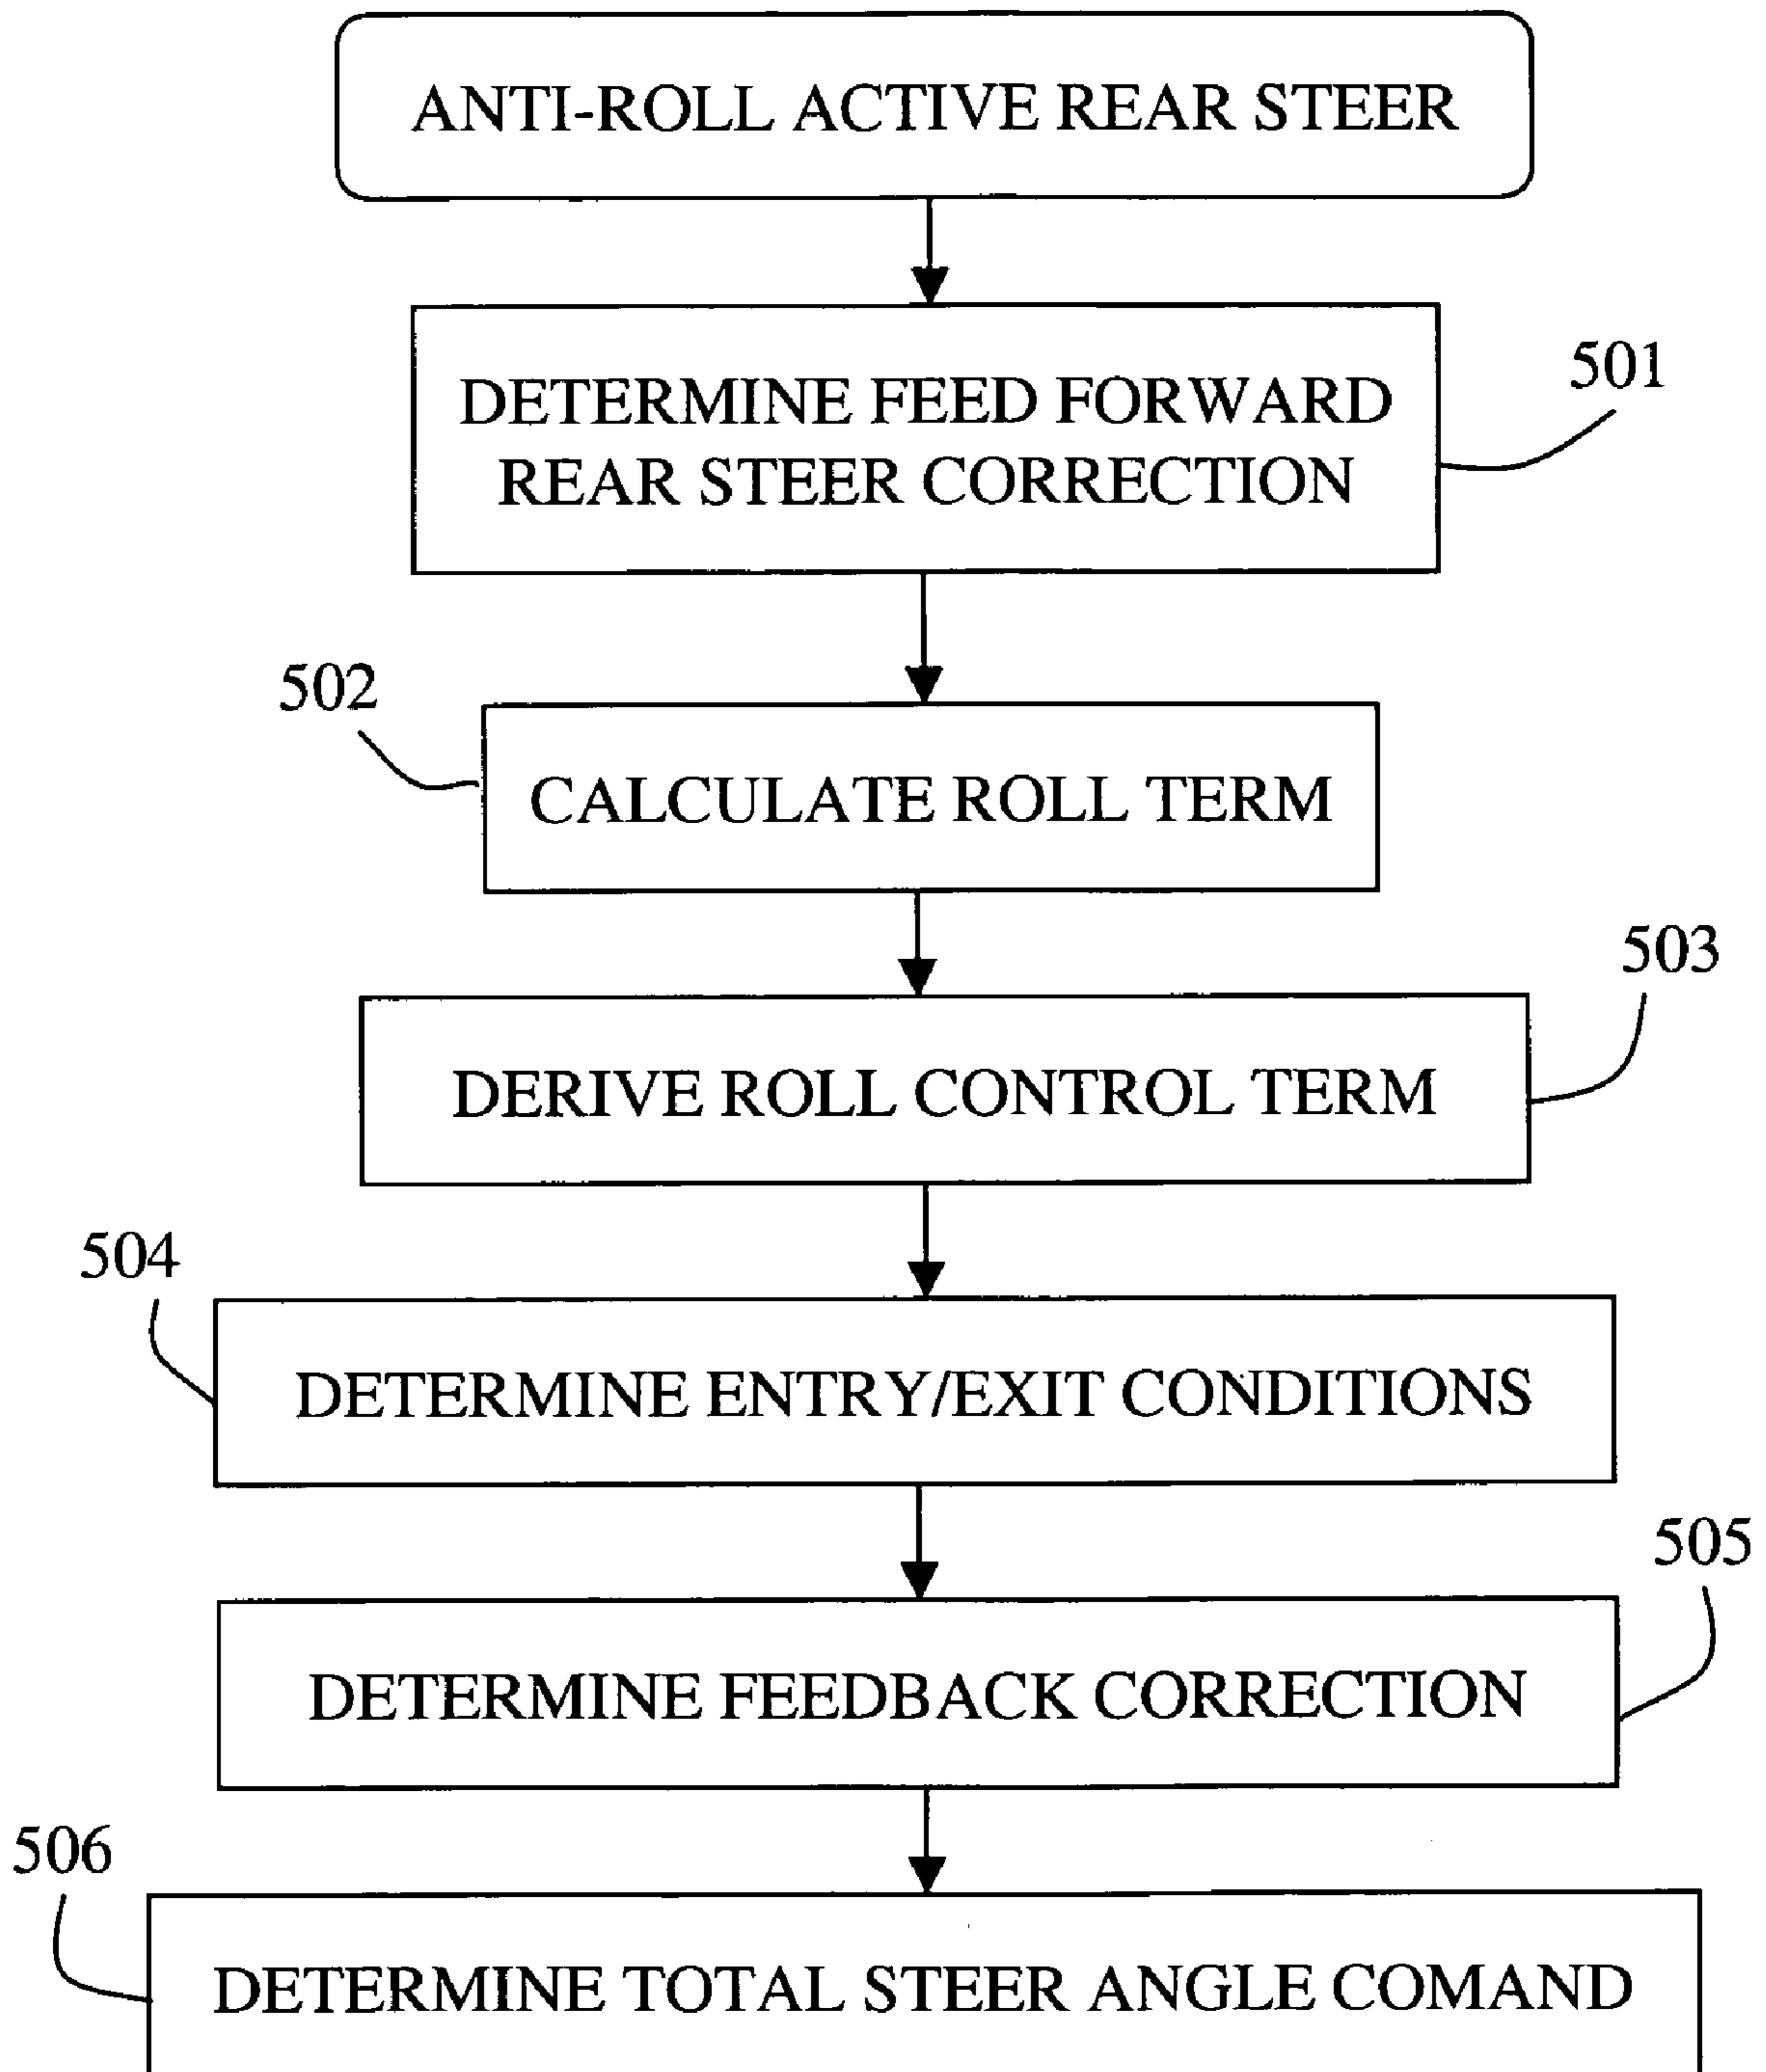 ANTI-ROLL ACTIVE REAR STEER
DETERMINE FEED FORWARD
REAR STEER CORRECTION
501
502
CALCULATE ROLL TERM
503
DERIVE ROLL CONTROL TERM
504
DETERMINE ENTRY/EXIT CONDITIONS
505
DETERMINE FEEDBACK CORRECTION
506
DETERMINE TOTAL STEER ANGLE COMAND